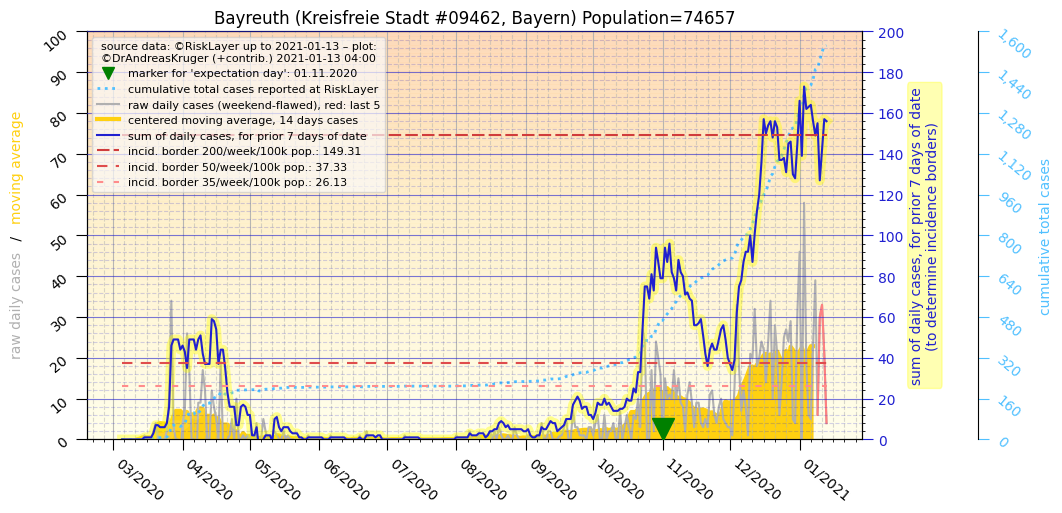 Bayreuth (Kreisfreie Stadt #09462, Bayern) Population=74657
source data: ©RiskLayer up to 2021-01-13 – plot:
©DrAndreasKruger (+contrib.) 2021-01-13 04:00
marker for 'expectation day': 01.11.2020
cumulative total cases reported at RiskLayer
raw daily cases (weekend-flawed), red: last 5
centered moving average, 14 days cases
sum of daily cases, for prior 7 days of date
incid. border 200/week/100k pop.: 149.31
incid. border 50/week/100k pop.: 37.33
incid. border 35/week/100k pop.: 26.13
raw daily cases / moving average
100
90
80
70
60
50
40
30
20
10
0
03/2020
04/2020
05/2020
06/2020
07/2020
08/2020
09/2020
10/2020
11/2020
12/2020
01/2021
200
180
160
140
120
100
80
60
40
20
0
sum of daily cases, for prior 7 days of date
(to determine incidence borders)
1,600
1,440
1,280
1,120
960
800
640
480
320
160
0
cumulative total cases